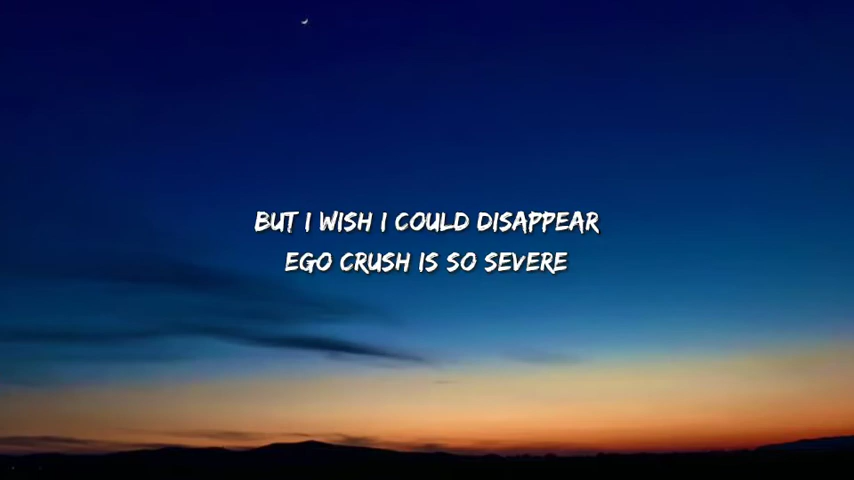 BUT I WISH I COULD DISAPPEAR
EGO CRUSH IS SO SEVERE